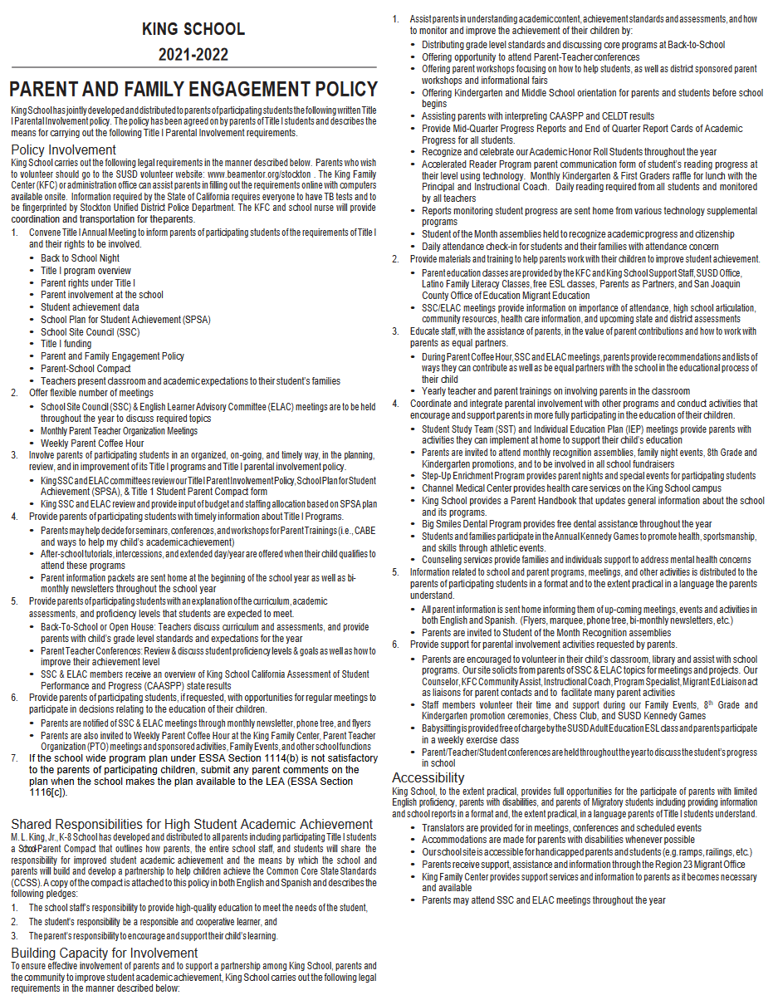 KING SCHOOL
2021-2022
PARENT AND FAMILY ENGAGEMENT POLICY
King School has jointly developed and distributed to parents of participating students the following written Title
I Parental Involvement policy. The policy has been agreed on by parents of Title I students and describes the
means for carrying out the following Title I Parental Involvement requirements.
Policy Involvement
King School carries out the following legal requirements in the manner described below. Parents who wish
to volunteer should go to the SUSD volunteer website: www.beamentor.org/stockton . The King Family
Center (KFC) or administration office can assist parents in filling out the requirements online with computers
available onsite. Information required by the State of California requires everyone to have TB tests and to
be fingerprinted by Stockton Unified District Police Department. The KFC and school nurse will provide
coordination and transportation for theparents.
1. Convene Title I Annual Meeting to inform parents of participating students of the requirements of Title I
and their rights to be involved.
• Back to School Night
• Title I program overview
• Parent rights under Title I
• Parent involvement at the school
• Student achievement data
• School Plan for Student Achievement (SPSA)
• School Site Council (SSC)
• Title I funding
• Parent and Family Engagement Policy
• Parent-School Compact
• Teachers present classroom and academic expectations to their student's families
2. Offer flexible number of meetings
• School Site Council (SSC) & English Learner Advisory Committee (ELAC) meetings are to be held
throughout the year to discuss required topics
• Monthly Parent Teacher Organization Meetings
• Weekly Parent Coffee Hour
3. Involve parents of participating students in an organized, on-going, and timely way, in the planning,
review, and in improvement of its Title I programs and Title I parental involvement policy.
• King SSC and ELAC committees review our Title I Parent Involvement Policy, School Plan for Student
Achievement (SPSA), & Title 1 Student Parent Compact form
• King SSC and ELAC review and provide input of budget and staffing allocation based on SPSA plan
4. Provide parents of participating students with timely information about Title I Programs.
• Parents may help decide for seminars, conferences, and workshops for Parent Trainings (i.e., CABE
and ways to help my child's academic achievement)
• After-school tutorials, intercessions, and extended day/year are offered when their child qualifies to
attend these programs
• Parent information packets are sent home at the beginning of the school year as well as bi-
monthly newsletters throughout the school year
5. Provide parents of participating students with an explanation of the curriculum, academic
assessments, and proficiency levels that students are expected to meet.
• Back-To-School or Open House: Teachers discuss curriculum and assessments, and provide
parents with child's grade level standards and expectations for the year
• Parent Teacher Conferences: Review & discuss student proficiency levels & goals as well as how to
improve their achievement level
• SSC & ELAC members receive an overview of King School California Assessment of Student
Performance and Progress (CAASPP) state results
6. Provide parents of participating students, if requested, with opportunities for regular meetings to
participate in decisions relating to the education of their children.
• Parents are notified of SSC & ELAC meetings through monthly newsletter, phone tree, and flyers
• Parents are also invited to Weekly Parent Coffee Hour at the King Family Center, Parent Teacher
Organization (PTO) meetings and sponsored activities, Family Events, and other school functions
7. If the school wide program plan under ESSA Section 1114(b) is not satisfactory
to the parents of participating children, submit any parent comments on the
plan when the school makes the plan available to the LEA (ESSA Section
1116[c]).
Shared Responsibilities for High Student Academic Achievement
M. L. King, Jr., K-8 School has developed and distributed to all parents including participating Title I students
a School-Parent Compact that outlines how parents, the entire school staff, and students will share the
responsibility for improved student academic achievement and the means by which the school and
parents will build and develop a partnership to help children achieve the Common Core State Standards
(CCSS). A copy of the compact is attached to this policy in both English and Spanish and describes the
following pledges:
1. The school staff's responsibility to provide high-quality education to meet the needs of the student,
2. The student's responsibility be a responsible and cooperative learner, and
3. The parent's responsibility to encourage and support their child's learning.
Building Capacity for Involvement
To ensure effective involvement of parents and to support a partnership among King School, parents and
the community to improve student academic achievement, King School carries out the following legal
requirements in the manner described below:
1. Assist parents in understanding academic content, achievement standards and assessments, and how
to monitor and improve the achievement of their children by:
• Distributing grade level standards and discussing core programs at Back-to-School
• Offering opportunity to attend Parent-Teacher conferences
• Offering parent workshops focusing on how to help students, as well as district sponsored parent
workshops and informational fairs
• Offering Kindergarten and Middle School orientation for parents and students before school
begins
• Assisting parents with interpreting CAASPP and CELDT results
• Provide Mid-Quarter Progress Reports and End of Quarter Report Cards of Academic
Progress for all students.
• Recognize and celebrate our Academic Honor Roll Students throughout the year
• Accelerated Reader Program parent communication form of student's reading progress at
their level using technology. Monthly Kindergarten & First Graders raffle for lunch with the
Principal and Instructional Coach. Daily reading required from all students and monitored
by all teachers
• Reports monitoring student progress are sent home from various technology supplemental
programs
• Student of the Month assemblies held to recognize academic progress and citizenship
• Daily attendance check-in for students and their families with attendance concern
2. Provide materials and training to help parents work with their children to improve student achievement.
• Parent education classes are provided by the KFC and King School Support Staff, SUSD Office,
Latino Family Literacy Classes, free ESL classes, Parents as Partners, and San Joaquin
County Office of Education Migrant Education
• SSC/ELAC meetings provide information on importance of attendance, high school articulation,
community resources, health care information, and upcoming state and district assessments
3. Educate staff, with the assistance of parents, in the value of parent contributions and how to work with
parents as equal partners.
• During Parent Coffee Hour, SSC and ELAC meetings, parents provide recommendations and lists of
ways they can contribute as well as be equal partners with the school in the educational process of
their child
• Yearly teacher and parent trainings on involving parents in the classroom
4. Coordinate and integrate parental involvement with other programs and conduct activities that
encourage and support parents in more fully participating in the education of their children.
• Student Study Team (SST) and Individual Education Plan (IEP) meetings provide parents with
activities they can implement at home to support their child's education
• Parents are invited to attend monthly recognition assemblies, family night events, 8th Grade and
Kindergarten promotions, and to be involved in all school fundraisers
• Step-Up Enrichment Program provides parent nights and special events for participating students
• Channel Medical Center provides health care services on the King School campus
• King School provides a Parent Handbook that updates general information about the school
and its programs.
• Big Smiles Dental Program provides free dental assistance throughout the year
• Students and families participate in the Annual Kennedy Games to promote health, sportsmanship,
and skills through athletic events.
• Counseling services provide families and individuals support to address mental health concerns
5. Information related to school and parent programs, meetings, and other activities is distributed to the
parents of participating students in a format and to the extent practical in a language the parents
understand.
• All parent information is sent home informing them of up-coming meetings, events and activities in
both English and Spanish. (Flyers, marquee, phone tree, bi-monthly newsletters, etc.)
• Parents are invited to Student of the Month Recognition assemblies
6. Provide support for parental involvement activities requested by parents.
• Parents are encouraged to volunteer in their child's classroom, library and assist with school
programs. Our site solicits from parents of SSC & ELAC topics for meetings and projects. Our
Counselor, KFC Community Assist, Instructional Coach, Program Specialist, Migrant Ed Liaison act
as liaisons for parent contacts and to facilitate many parent activities
• Staff members volunteer their time and support during our Family Events, 8th Grade and
Kindergarten promotion ceremonies, Chess Club, and SUSD Kennedy Games
• Babysitting is provided free of charge by the SUSD Adult Education ESL class and parents participate
in a weekly exercise class
• Parent/Teacher/Student conferences are held throughout the year to discuss the student's progress
in school
Accessibility
King School, to the extent practical, provides full opportunities for the participate of parents with limited
English proficiency, parents with disabilities, and parents of Migratory students including providing information
and school reports in a format and, the extent practical, in a language parents of Title I students understand.
• Translators are provided for in meetings, conferences and scheduled events
• Accommodations are made for parents with disabilities whenever possible
• Our school site is accessible for handicapped parents and students (e.g. ramps, railings, etc.)
• Parents receive support, assistance and information through the Region 23 Migrant Office
• King Family Center provides support services and information to parents as it becomes necessary
and available
• Parents may attend SSC and ELAC meetings throughout the year